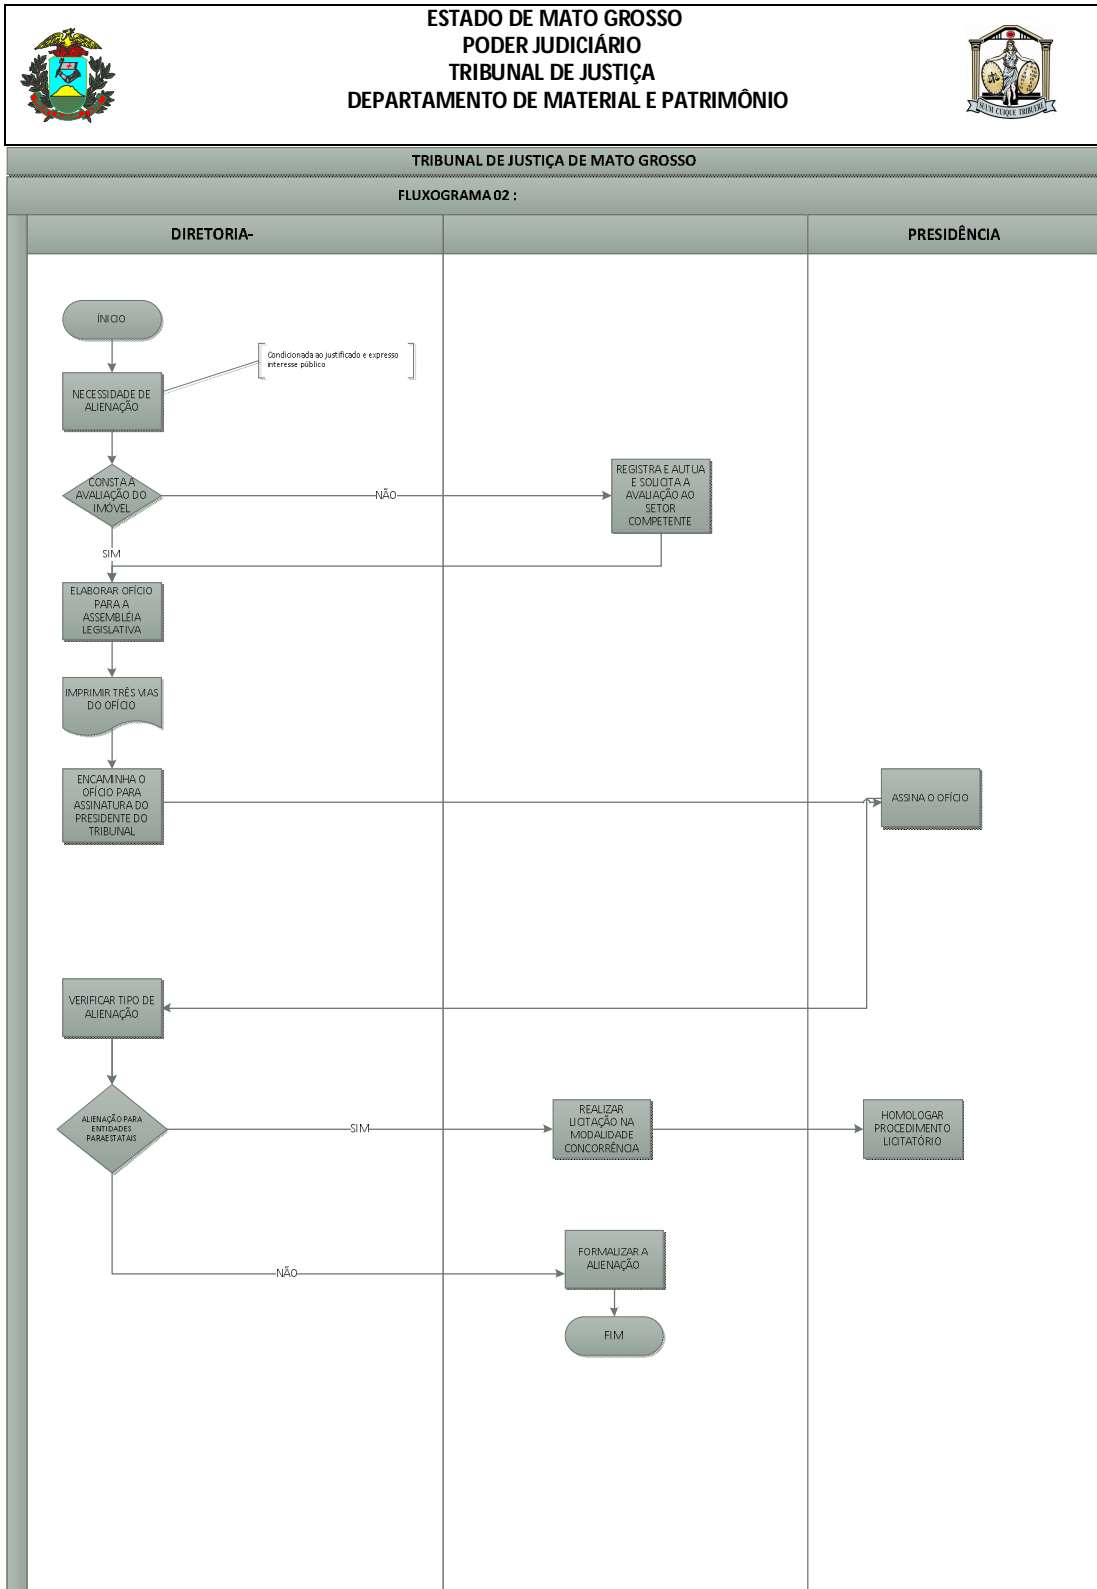 ESTADO DE MATO GROSSO
PODER JUDICIÁRIO
TRIBUNAL DE JUSTIÇA
DEPARTAMENTO DE MATERIAL E PATRIMÔNIO
SUUM CUIQUE TRIBUERE
TRIBUNAL DE JUSTIÇA DE MATO GROSSO
FLUXOGRAMA 02 :
DIRETORIA-
PRESIDÊNCIA
ÍNICIO
Condicionada ao justificado e expresso
interesse público
NECESSIDADE DE
ALIENAÇÃO
CONSTA A
AVALIAÇÃO DO
IMÓVEL
NÃO
REGISTRA E AUTUA
E SOLICITA A
AVALIAÇÃO AO
SETOR
COMPETENTE
SIM
ELABORAR OFÍCIO
PARA A
ASSEMBLÉIA
LEGISLATIVA
IMPRIMIR TRÊS VIAS
DO OFÍCIO
ENCAMINHA O
OFÍCIO PARA
ASSINATURA DO
PRESIDENTE DO
TRIBUNAL
ASSINA O OFÍCIO
VERIFICAR TIPO DE
ALIENAÇÃO
ALIENAÇÃO PARA
ENTIDADES
PARAESTATAIS
SIM
REALIZAR
LICITAÇÃO NA
MODALIDADE
CONCORRÊNCIA
HOMOLOGAR
PROCEDIMENTO
LICITATÓRIO
NÃO
FORMALIZAR A
ALIENAÇÃO
FIM